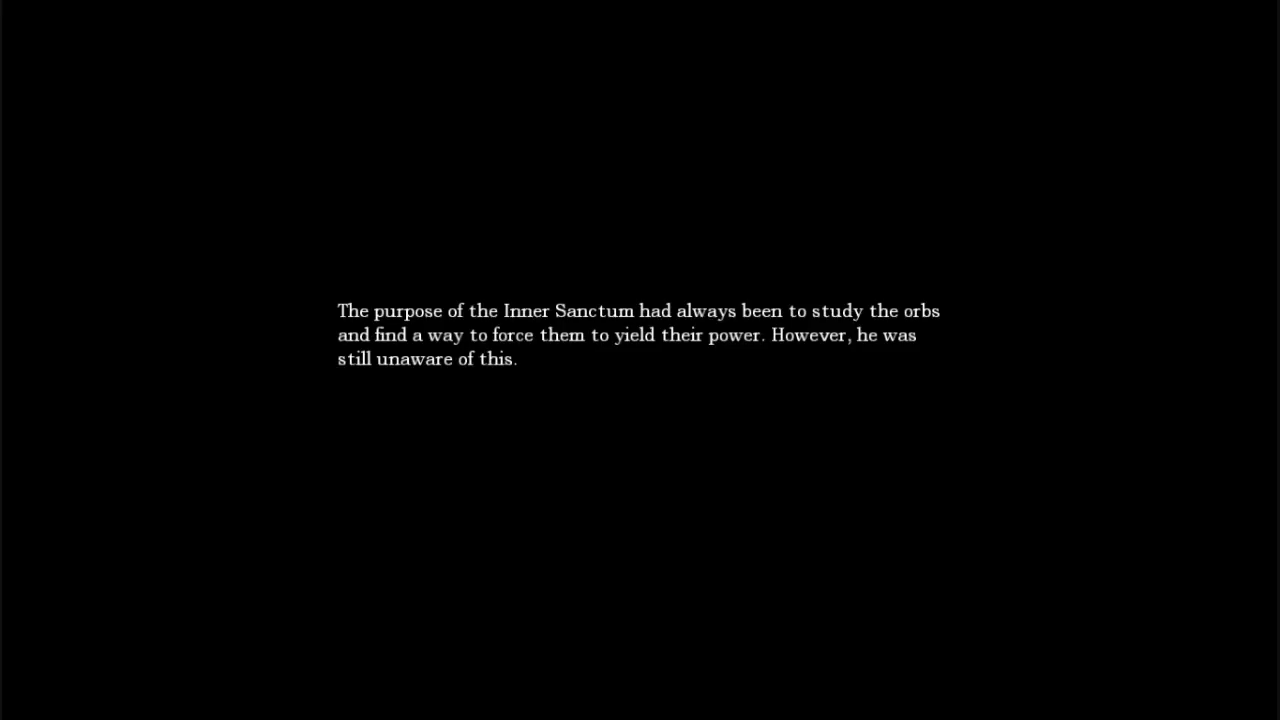 The purpose of the Inner Sanctum had always been to study the orbs
and find a way to force them to yield their power. However, he was
still unaware of this.